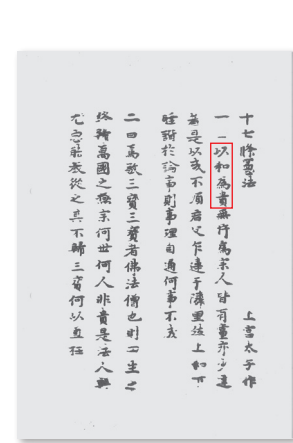 十七條憲法 上宮太子作
一 一以和為貴無忤為宗人皆有黨亦少達
者是以或不順君父乍違于隣里然上和下
睦諧於論事則事理自通何事不成
二曰篤敬三寶三寶者佛法僧也則四生之
終歸萬國之極宗何世何人非貴是法人
尤惡能教從之其不歸三寶何以直枉